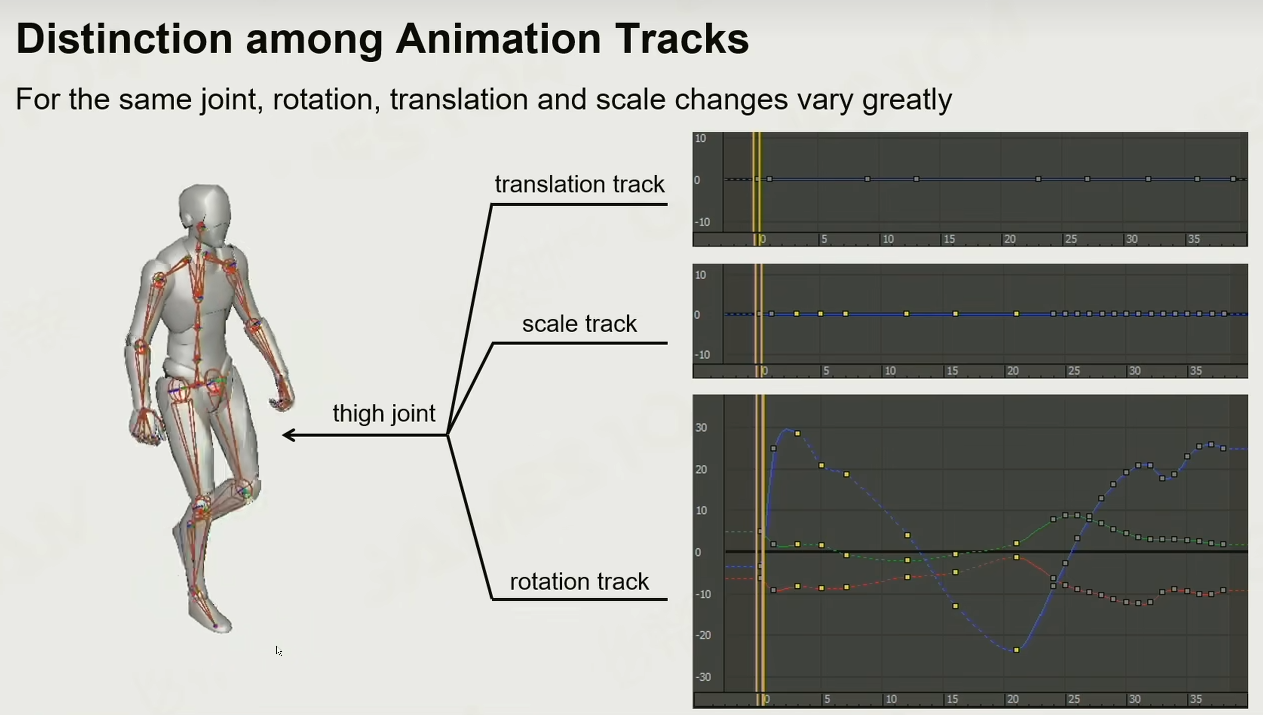 Distinction among Animation Tracks
For the same joint, rotation, translation and scale changes vary greatly
translation track
scale track
thigh joint
rotation track
10
0
-10
0 5 10 15 20 25 30 35
10
0
-10
0 5 10 15 20 25 30 35
30
20
10
0
-10
-20
-30
0 5 10 15 20 25 30 35